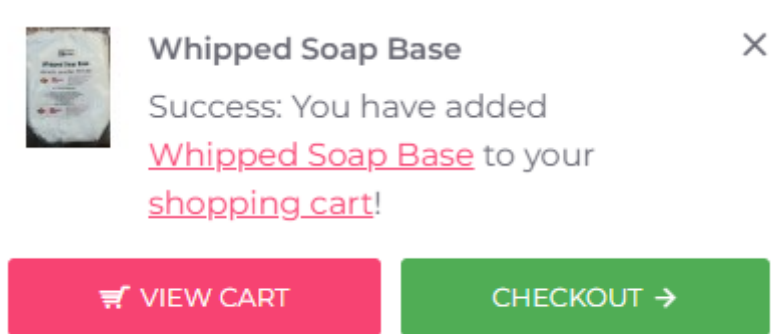 Whipped Soap Base
Success: You have added
Whipped Soap Base to your
shopping cart!
VIEW CART
CHECKOUT →